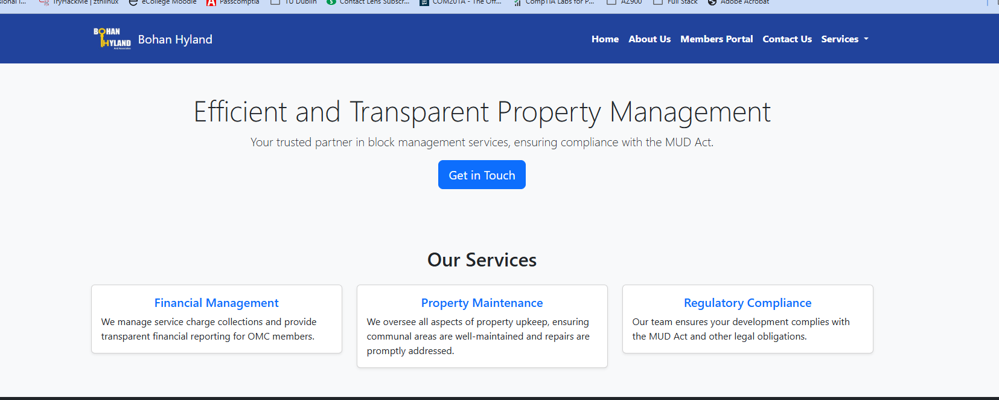 TryHackMe | zthlinux eCollege Moodle Passcomptia TU Dublin Contact Lens Subscr... COM201A - The Off... CompTIA Labs for P... AZ900 Full Stack Adobe Acrobat
BOHAN
HYLAND
And Associates
Bohan Hyland Home About Us Members Portal Contact Us Services
Efficient and Transparent Property Management
Your trusted partner in block management services, ensuring compliance with the MUD Act.
Get in Touch
Our Services
Financial Management
We manage service charge collections and provide
transparent financial reporting for OMC members.
Property Maintenance
We oversee all aspects of property upkeep, ensuring
communal areas are well-maintained and repairs are
promptly addressed.
Regulatory Compliance
Our team ensures your development complies with
the MUD Act and other legal obligations.